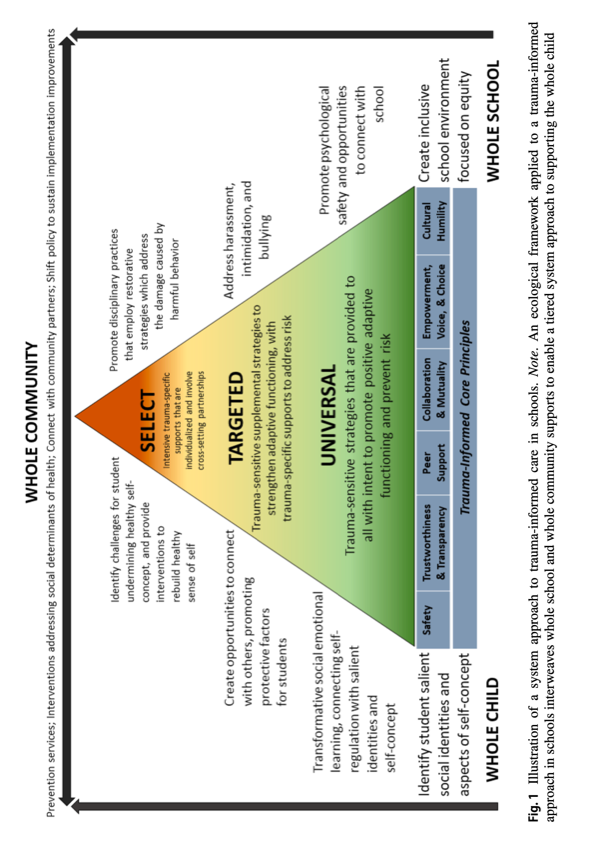 WHOLE COMMUNITY
Prevention services; Interventions addressing social determinants of health; Connect with community partners; Shift policy to sustain implementation improvements
Identify challenges for student
undermining healthy self-
concept, and provide
interventions to
rebuild healthy
sense of self
SELECT
Intensive trauma-specific
supports that are
individualized and involve
cross-setting partnerships
Promote disciplinary practices
that employ restorative
strategies which address
the damage caused by
harmful behavior
Create opportunities to connect
with others, promoting
protective factors
for students
TARGETED
Trauma-sensitive supplemental strategies to
strengthen adaptive functioning, with
trauma-specific supports to address risk
Address harassment,
intimidation, and
bullying
Transformative social emotional
learning, connecting self-
regulation with salient
identities and
self-concept
UNIVERSAL
Trauma-sensitive strategies that are provided to
all with intent to promote positive adaptive
functioning and prevent risk
Promote psychological
safety and opportunities
to connect with
school
Identify student salient
social identities and
aspects of self-concept
Safety
Trustworthiness
& Transparency
Peer
Support
Collaboration
& Mutuality
Empowerment,
Voice, & Choice
Cultural
Humility
Trauma-Informed Care Principles
Create inclusive
school environment
focused on equity
WHOLE CHILD
WHOLE SCHOOL
Fig. 1 Illustration of a system approach to trauma-informed care in schools. Note. An ecological framework applied to a trauma-informed
approach in schools interweaves whole school and whole community supports to enable a tiered system approach to supporting the whole child